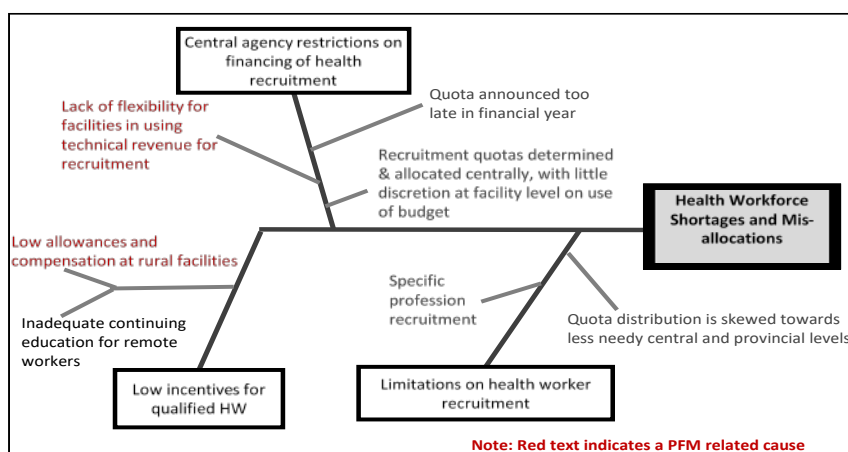 Central agency restrictions on
financing of health
recruitment
Lack of flexibility for
facilities in using
technical revenue for
recruitment
Quota announced too
late in financial year
Recruitment quotas determined
& allocated centrally, with little
discretion at facility level on use
of budget
Health Workforce
Shortages and Mis-
allocations
Low allowances and
compensation at rural facilities
Inadequate continuing
education for remote
workers
Specific
profession
recruitment
Quota distribution is skewed towards
less needy central and provincial levels
Low incentives for
qualified HW
Limitations on health worker
recruitment
Note: Red text indicates a PFM related cause